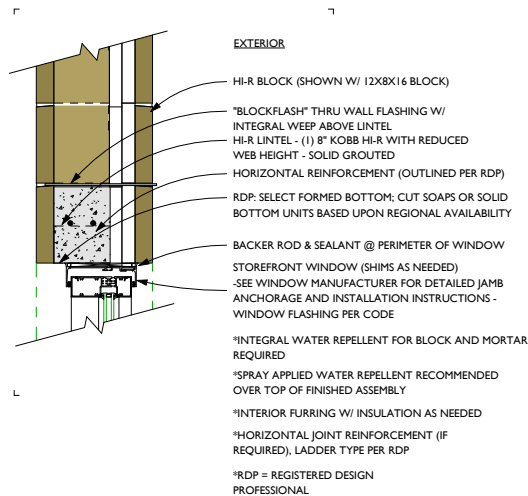 EXTERIOR
HI-R BLOCK (SHOWN W/ 12X8X16 BLOCK)
"BLOCKFLASH" THRU WALL FLASHING W/
INTEGRAL WEEP ABOVE LINTEL
HI-R LINTEL - (1) 8" KOBB HI-R WITH REDUCED
WEB HEIGHT - SOLID GROUTED
HORIZONTAL REINFORCEMENT (OUTLINED PER RDP)
RDP: SELECT FORMED BOTTOM; CUT SOAPS OR SOLID
BOTTOM UNITS BASED UPON REGIONAL AVAILABILITY
BACKER ROD & SEALANT @ PERIMETER OF WINDOW
STOREFRONT WINDOW (SHIMS AS NEEDED)
-SEE WINDOW MANUFACTURER FOR DETAILED JAMB
ANCHORAGE AND INSTALLATION INSTRUCTIONS -
WINDOW FLASHING PER CODE
*INTEGRAL WATER REPELLENT FOR BLOCK AND MORTAR
REQUIRED
*SPRAY APPLIED WATER REPELLENT RECOMMENDED
OVER TOP OF FINISHED ASSEMBLY
*INTERIOR FURRING W/ INSULATION AS NEEDED
*HORIZONTAL JOINT REINFORCEMENT (IF
REQUIRED), LADDER TYPE PER RDP
*RDP = REGISTERED DESIGN
PROFESSIONAL